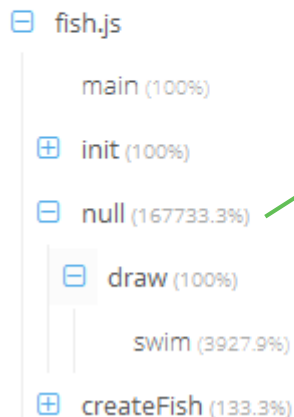 fish.js
main (100%)
init (100%)
null (167733.3%)
draw (100%)
swim (3927.9%)
createFish (133.3%)